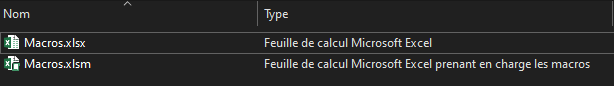 Nom Type
Macros.xlsx Feuille de calcul Microsoft Excel
Macros.xlsm Feuille de calcul Microsoft Excel prenant en charge les macros